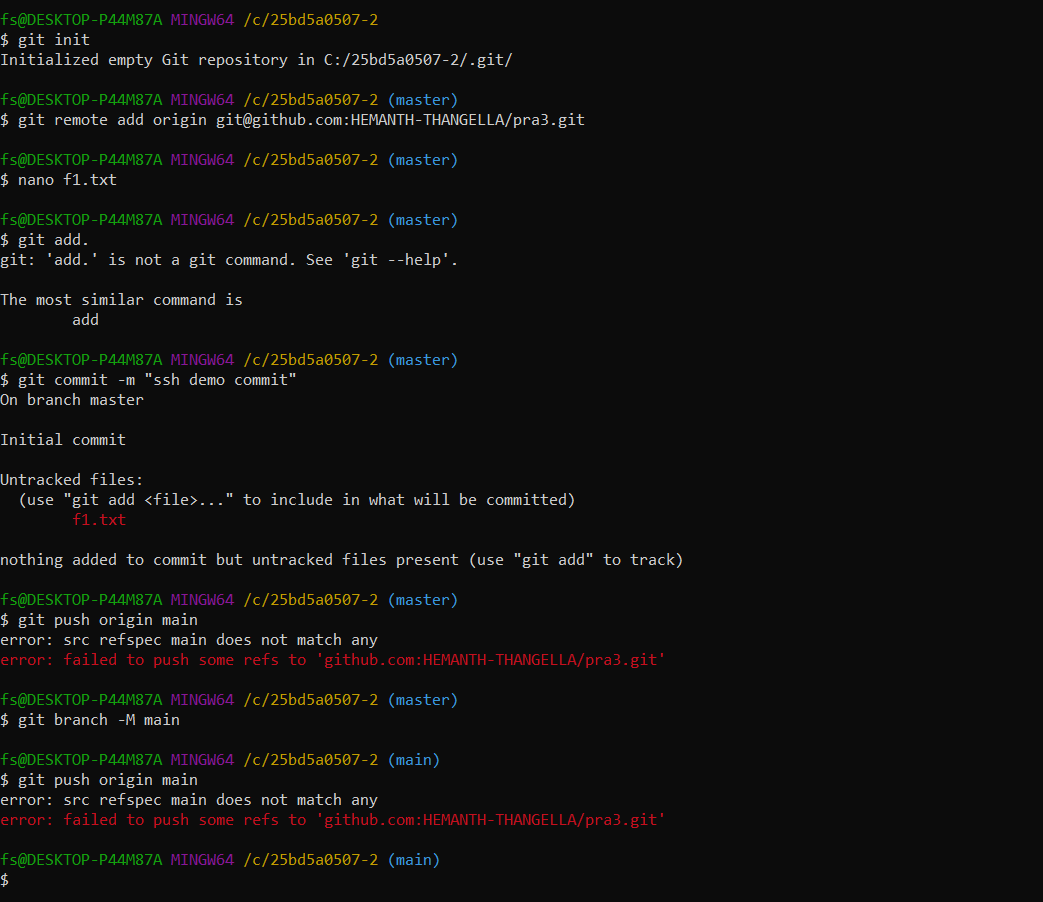 fs@DESKTOP-P44M87A MINGW64 /c/25bd5a0507-2
$ git init
Initialized empty Git repository in C:/25bd5a0507-2/.git/
fs@DESKTOP-P44M87A MINGW64 /c/25bd5a0507-2 (master)
$ git remote add origin git@github.com:HEMANTH-THANGELLA/pra3.git
fs@DESKTOP-P44M87A MINGW64 /c/25bd5a0507-2 (master)
$ nano f1.txt
fs@DESKTOP-P44M87A MINGW64 /c/25bd5a0507-2 (master)
$ git add.
git: 'add.' is not a git command. See 'git --help'.
The most similar command is
add
fs@DESKTOP-P44M87A MINGW64 /c/25bd5a0507-2 (master)
$ git commit -m "ssh demo commit"
On branch master
Initial commit
Untracked files:
(use "git add <file>..." to include in what will be committed)
f1.txt
nothing added to commit but untracked files present (use "git add" to track)
fs@DESKTOP-P44M87A MINGW64 /c/25bd5a0507-2 (master)
$ git push origin main
error: src refspec main does not match any
error: failed to push some refs to 'github.com:HEMANTH-THANGELLA/pra3.git'
fs@DESKTOP-P44M87A MINGW64 /c/25bd5a0507-2 (master)
$ git branch -M main
fs@DESKTOP-P44M87A MINGW64 /c/25bd5a0507-2 (main)
$ git push origin main
error: src refspec main does not match any
error: failed to push some refs to 'github.com:HEMANTH-THANGELLA/pra3.git'
fs@DESKTOP-P44M87A MINGW64 /c/25bd5a0507-2 (main)
$